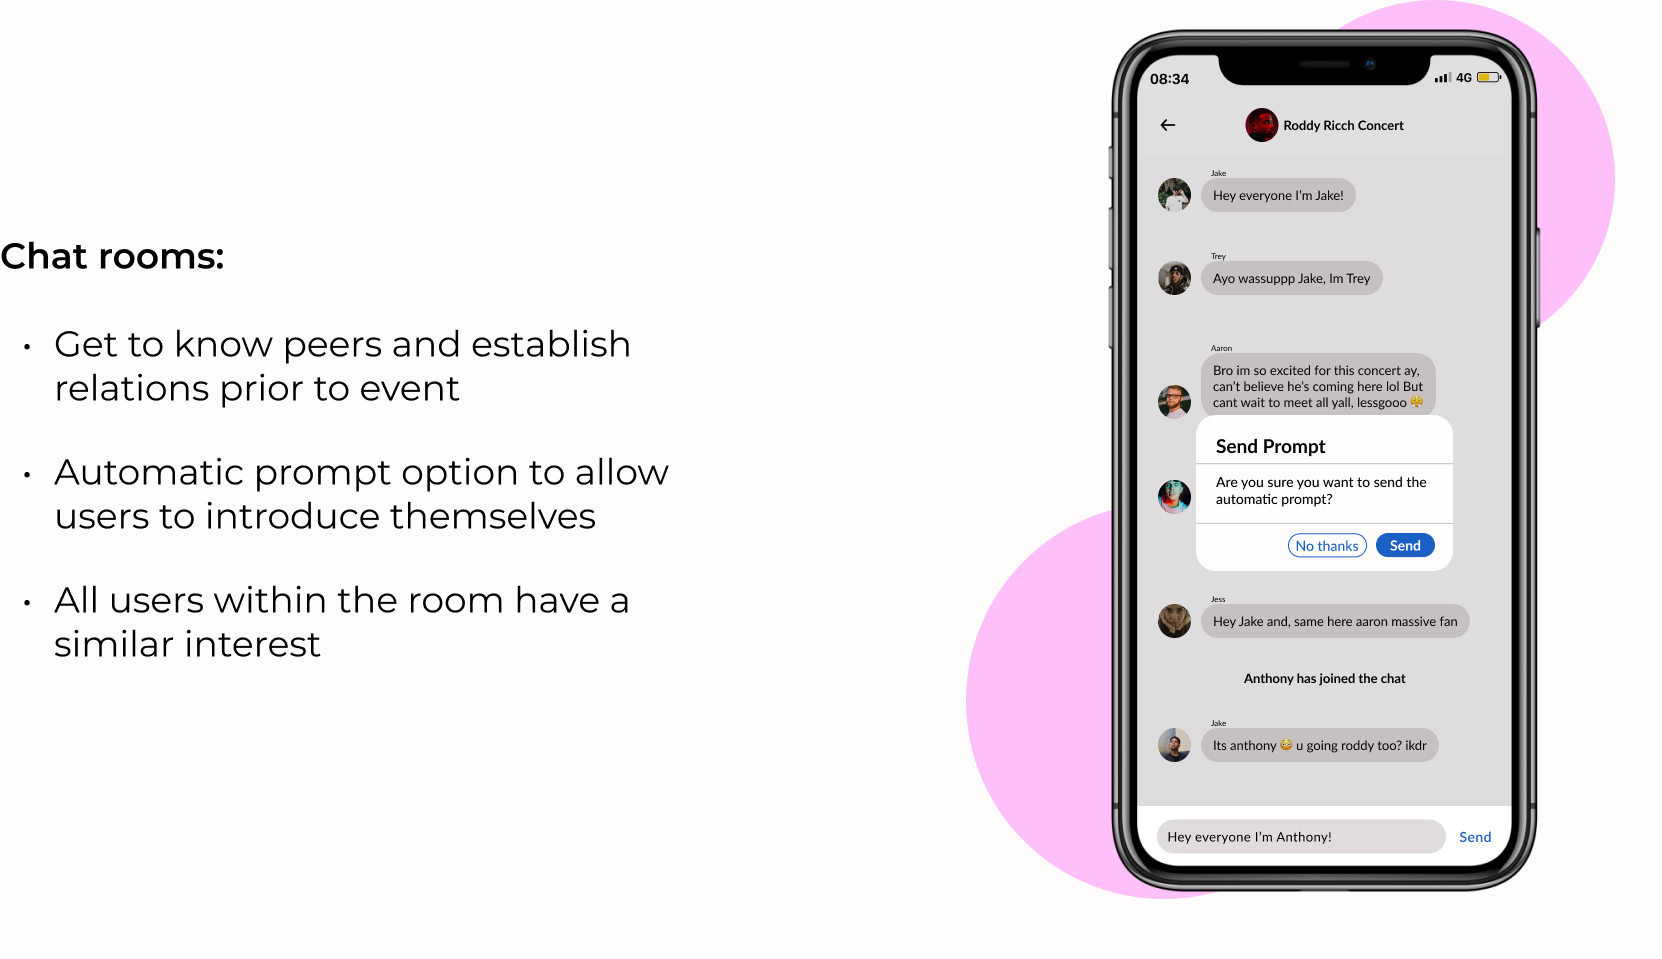 Chat rooms:
• Get to know peers and establish
relations prior to event
• Automatic prompt option to allow
users to introduce themselves
• All users within the room have a
similar interest
08:34
4G
Roddy Ricch Concert
Jake
Hey everyone I'm Jake!
Trey
Ayo wassuppp Jake, Im Trey
Aaron
Bro im so excited for this concert ay,
can't believe he's coming here lol But
cant wait to meet all yall, lessgooo 😤
Send Prompt
Are you sure you want to send the
automatic prompt?
No thanks
Send
Jess
Hey Jake and, same here aaron massive fan
Anthony has joined the chat
Jake
Its anthony 😳 u going roddy too? ikdr
Hey everyone I'm Anthony!
Send